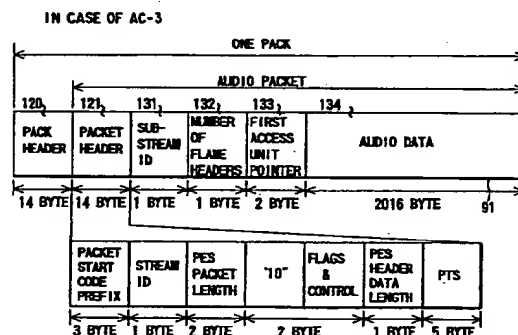 IN CASE OF AC-3
ONE PACK
AUDIO PACKET
120 121 131 132 133 134
PACK HEADER
PACKET HEADER
SUB-STREAM ID
NUMBER OF FLAME HEADERS
FIRST ACCESS UNIT POINTER
AUDIO DATA
14 BYTE 14 BYTE 1 BYTE 1 BYTE 2 BYTE 2016 BYTE 91
PACKET START CODE PREFIX
STREAM ID
PES PACKET LENGTH
"10"
FLAGS & CONTROL
PES HEADER DATA LENGTH
PTS
3 BYTE 1 BYTE 2 BYTE 2 BYTE 1 BYTE 5 BYTE